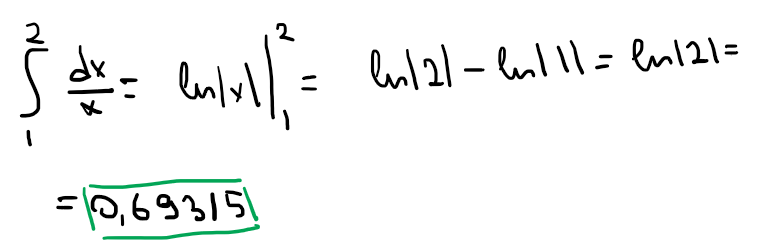 ∫₁² dx/x = ln|x| |₁² = ln|2| - ln|1| = ln|2| =
= 0,69315